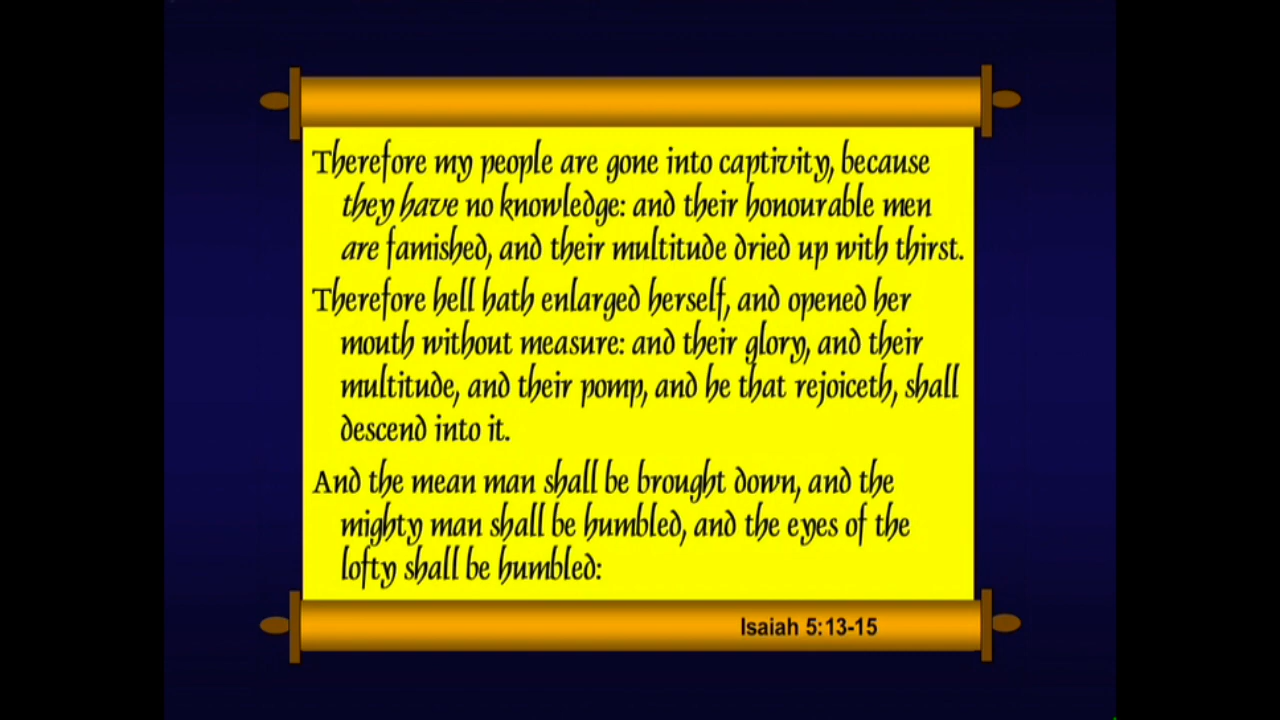 Therefore my people are gone into captivity, because
they have no knowledge: and their honourable men
are famished, and their multitude dried up with thirst.
Therefore hell hath enlarged herself, and opened her
mouth without measure: and their glory, and their
multitude, and their pomp, and he that rejoiceth, shall
descend into it.
And the mean man shall be brought down, and the
mighty man shall be humbled, and the eyes of the
lofty shall be humbled:
Isaiah 5:13-15